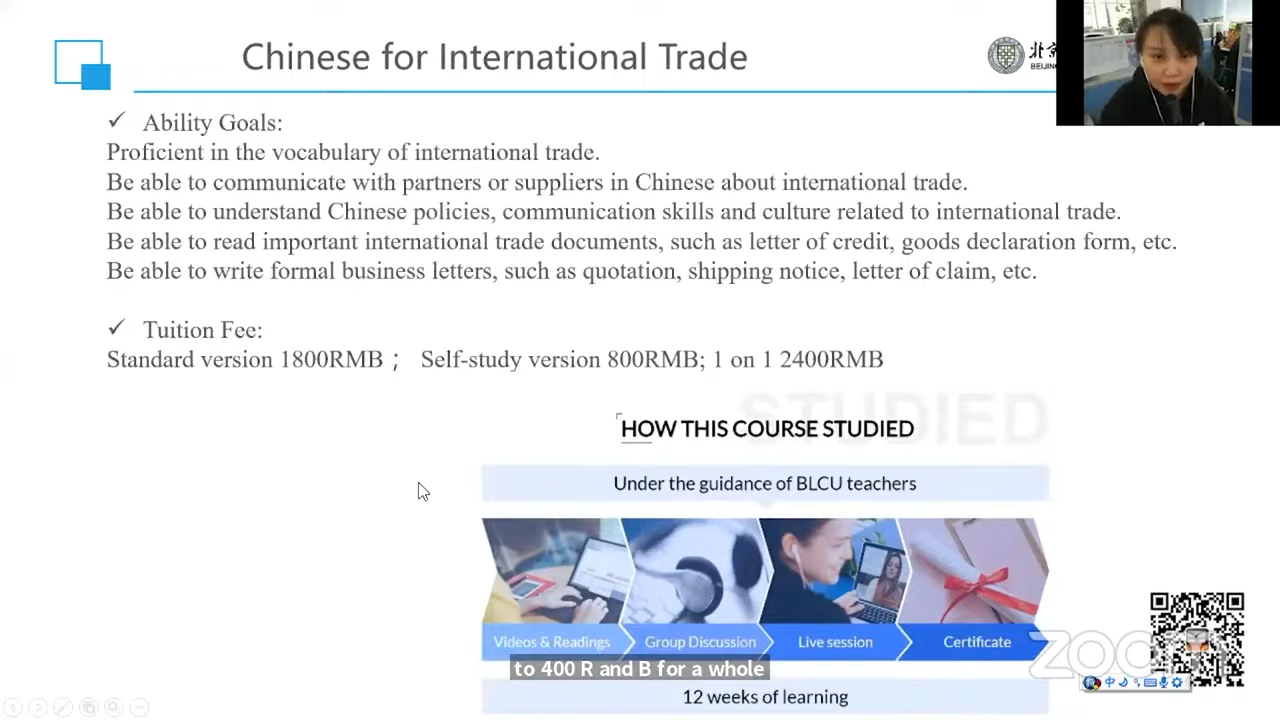 Chinese for International Trade
北京
BEIJING
✓ Ability Goals:
Proficient in the vocabulary of international trade.
Be able to communicate with partners or suppliers in Chinese about international trade.
Be able to understand Chinese policies, communication skills and culture related to international trade.
Be able to read important international trade documents, such as letter of credit, goods declaration form, etc.
Be able to write formal business letters, such as quotation, shipping notice, letter of claim, etc.
✓ Tuition Fee:
Standard version 1800RMB； Self-study version 800RMB; 1 on 1 2400RMB
STUDIED
HOW THIS COURSE STUDIED
Under the guidance of BLCU teachers
Videos & Readings
Group Discussion
Live session
Certificate
zoom
to 400 R and B for a whole
中
12 weeks of learning